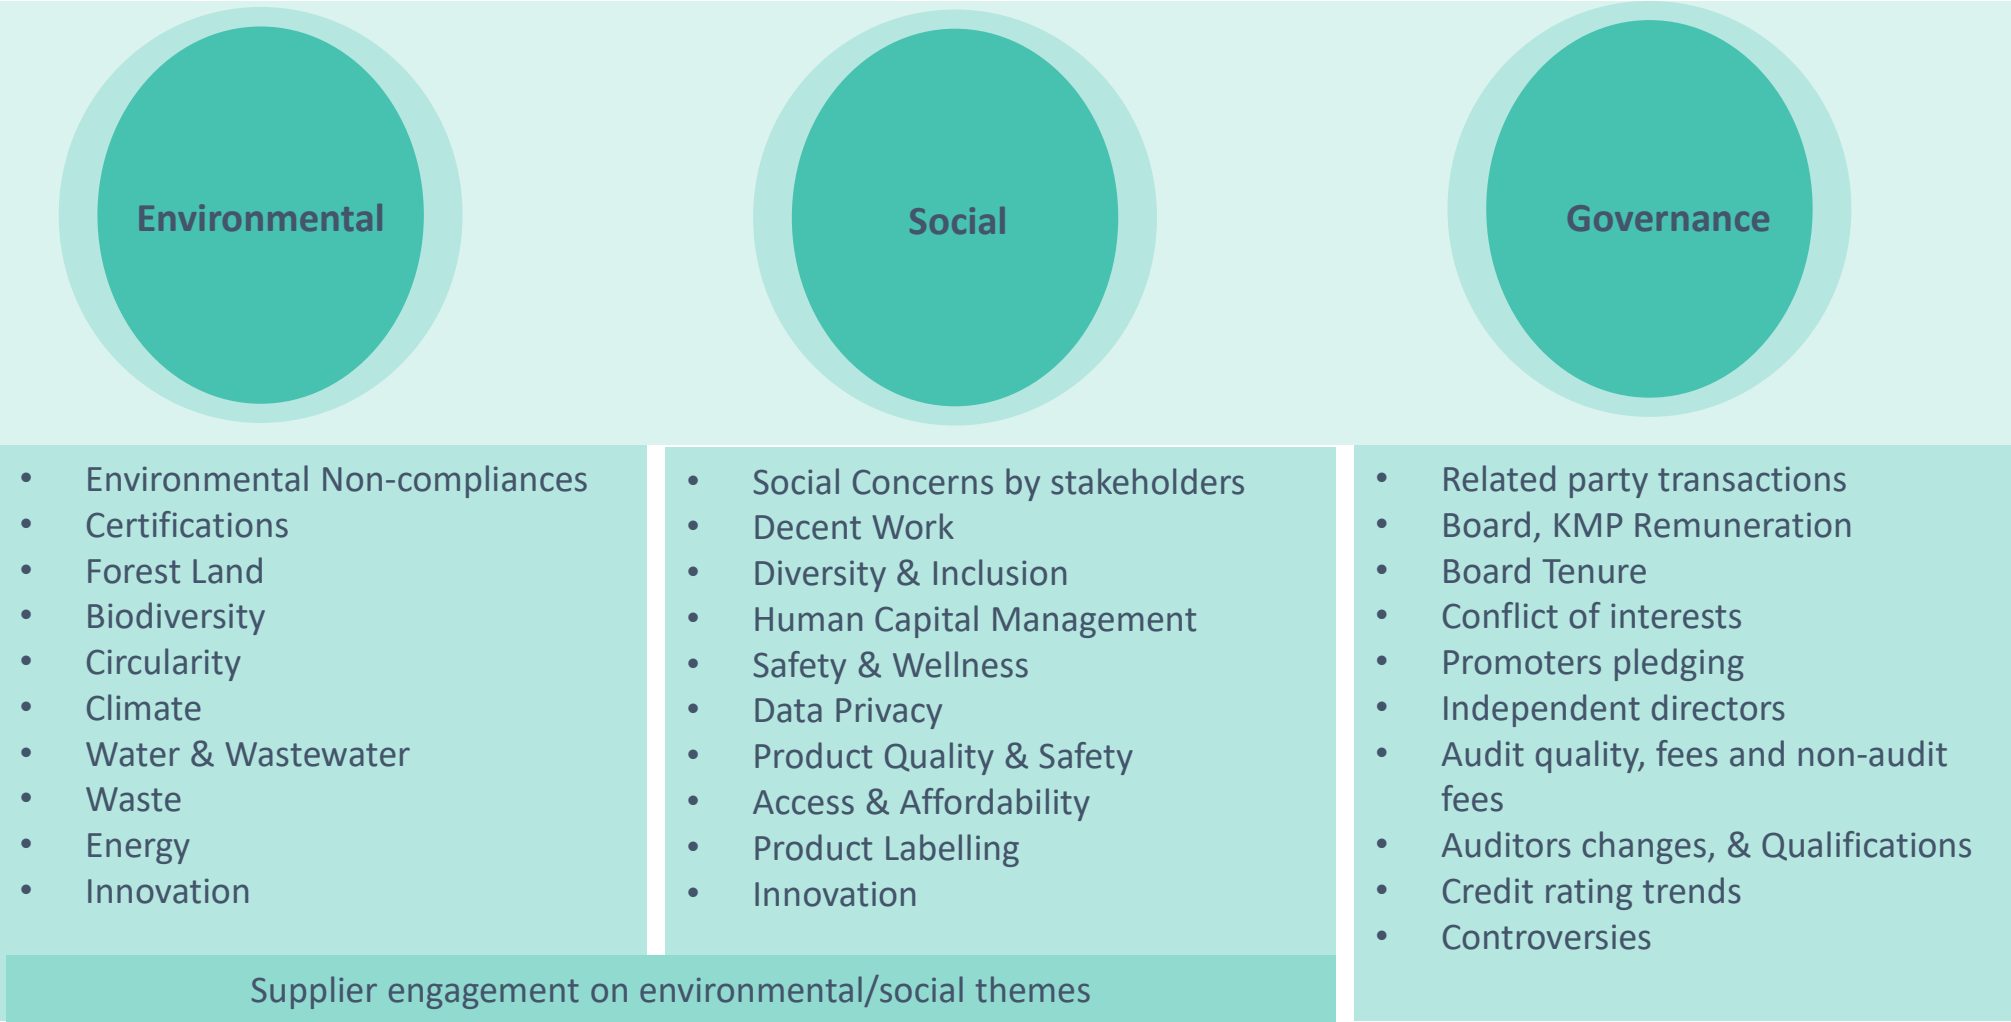 Environmental
Social
Governance
• Environmental Non-compliances
• Certifications
• Forest Land
• Biodiversity
• Circularity
• Climate
• Water & Wastewater
• Waste
• Energy
• Innovation
• Social Concerns by stakeholders
• Decent Work
• Diversity & Inclusion
• Human Capital Management
• Safety & Wellness
• Data Privacy
• Product Quality & Safety
• Access & Affordability
• Product Labelling
• Innovation
Supplier engagement on environmental/social themes
• Related party transactions
• Board, KMP Remuneration
• Board Tenure
• Conflict of interests
• Promoters pledging
• Independent directors
• Audit quality, fees and non-audit
fees
• Auditors changes, & Qualifications
• Credit rating trends
• Controversies